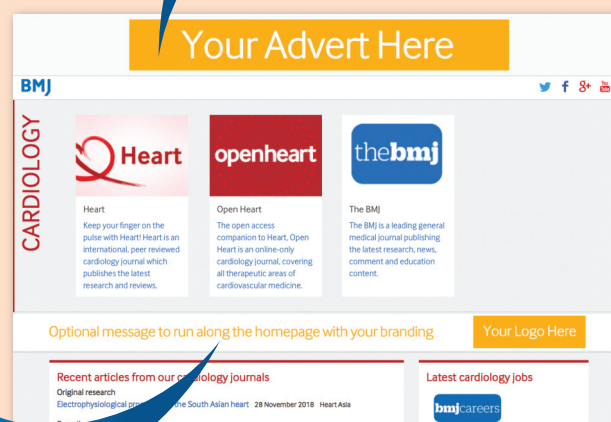 Your Advert Here
BMJ
You
Tube
CARDIOLOGY
Heart
openheart
thebmj
Heart
Keep your finger on the
pulse with Heart! Heart is an
international, peer reviewed
cardiology journal which
publishes the latest
research and reviews.
Open Heart
The open access
companion to Heart, Open
Heart is an online-only
cardiology journal, covering
all therapeutic areas of
cardiovascular medicine.
The BMJ
The BMJ is a leading general
medical journal publishing
the latest research, news,
comment and education
content.
Optional message to run along the homepage with your branding
Your Logo Here
Recent articles from our cardiology journals
Latest cardiology jobs
Original research
Electrophysiological the South Asian heart 28 November 2018 Heart Asia
bmjcareers